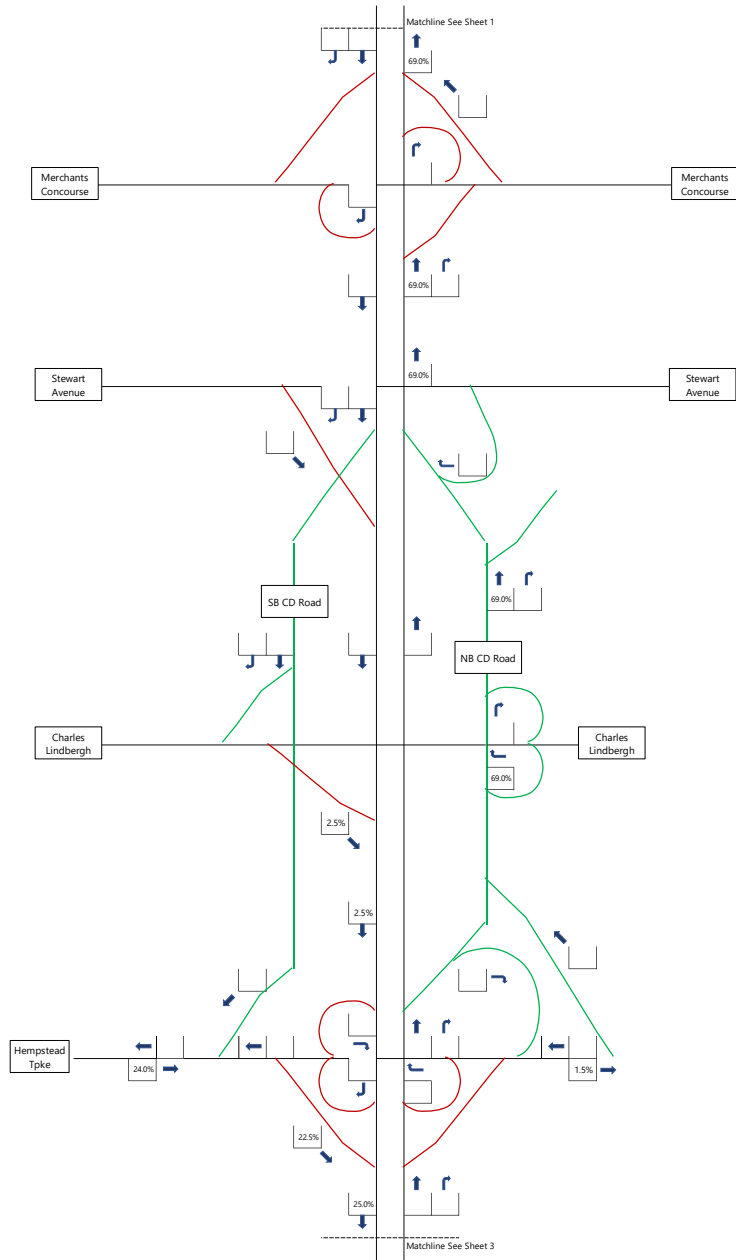 Matchline See Sheet 1
69.0%
Merchants
Concourse
Merchants
Concourse
69.0%
69.0%
Stewart
Avenue
Stewart
Avenue
SB CD Road
69.0%
NB CD Road
Charles
Lindbergh
Charles
Lindbergh
69.0%
2.5%
2.5%
Hempstead
Tpke
24.0%
1.5%
22.5%
25.0%
Matchline See Sheet 3